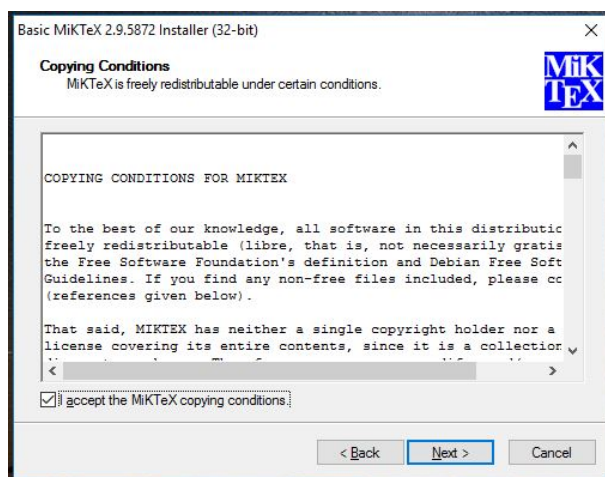 Basic MiKTeX 2.9.5872 Installer (32-bit)
Copying Conditions
MiKTeX is freely redistributable under certain conditions.
MiK
TEX
COPYING CONDITIONS FOR MIKTEX
To the best of our knowledge, all software in this distributic
freely redistributable (libre, that is, not necessarily gratis
the Free Software Foundation's definition and Debian Free Soft
Guidelines. If you find any non-free files included, please cc
(references given below).
That said, MIKTEX has neither a single copyright holder nor a
license covering its entire contents, since it is a collection
I accept the MiKTeX copying conditions.
< Back
Next >
Cancel